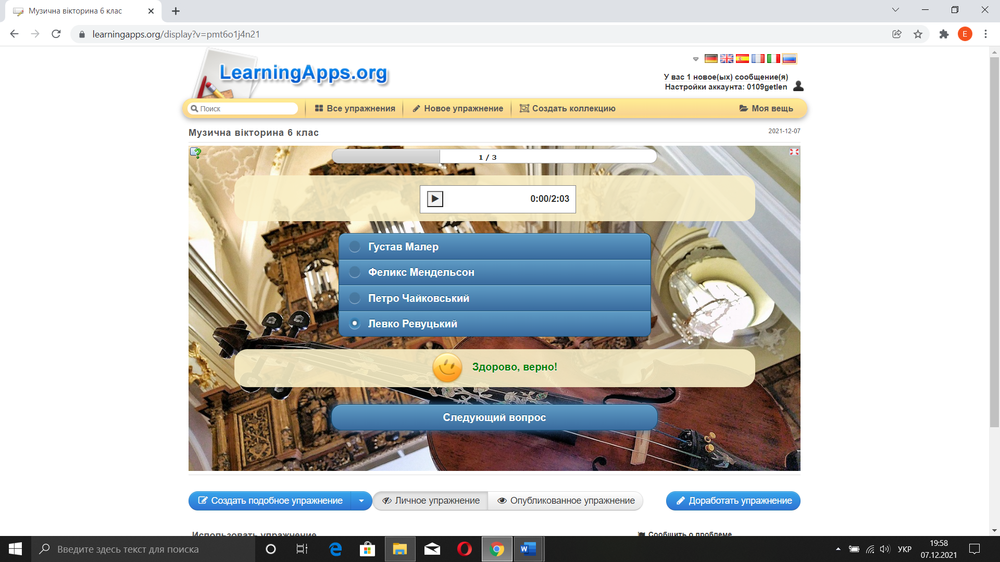 Музична вікторина 6 клас
learningapps.org/display?v=pmt6o1j4n21
E
LearningApps.org
У вас 1 новое(ых) сообщение(я)
Настройки аккаунта: 0109getlen
Поиск
Все упражнения
Новое упражнение
Создать коллекцию
Моя вещь
Музична вікторина 6 клас
2021-12-07
1 / 3
0:00/2:03
Густав Малер
Феликс Мендельсон
Петро Чайковський
Левко Ревуцький
Здорово, верно!
Следующий вопрос
Создать подобное упражнение
Личное упражнение
Опубликованное упражнение
Доработать упражнение
Использовать упражнение
Сообщить о проблеме
Введите здесь текст для поиска
УКР
19:58
07.12.2021